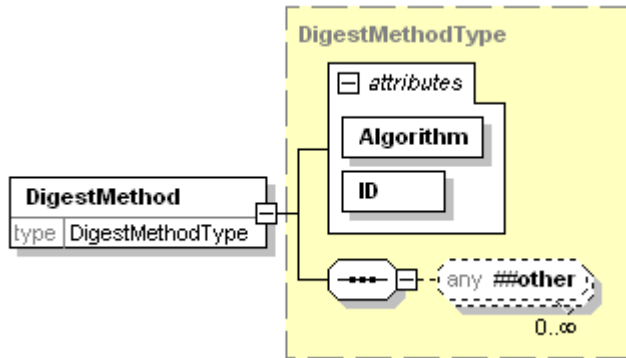 DigestMethodType
attributes
Algorithm
ID
DigestMethod
type DigestMethodType
any ##other
0..∞